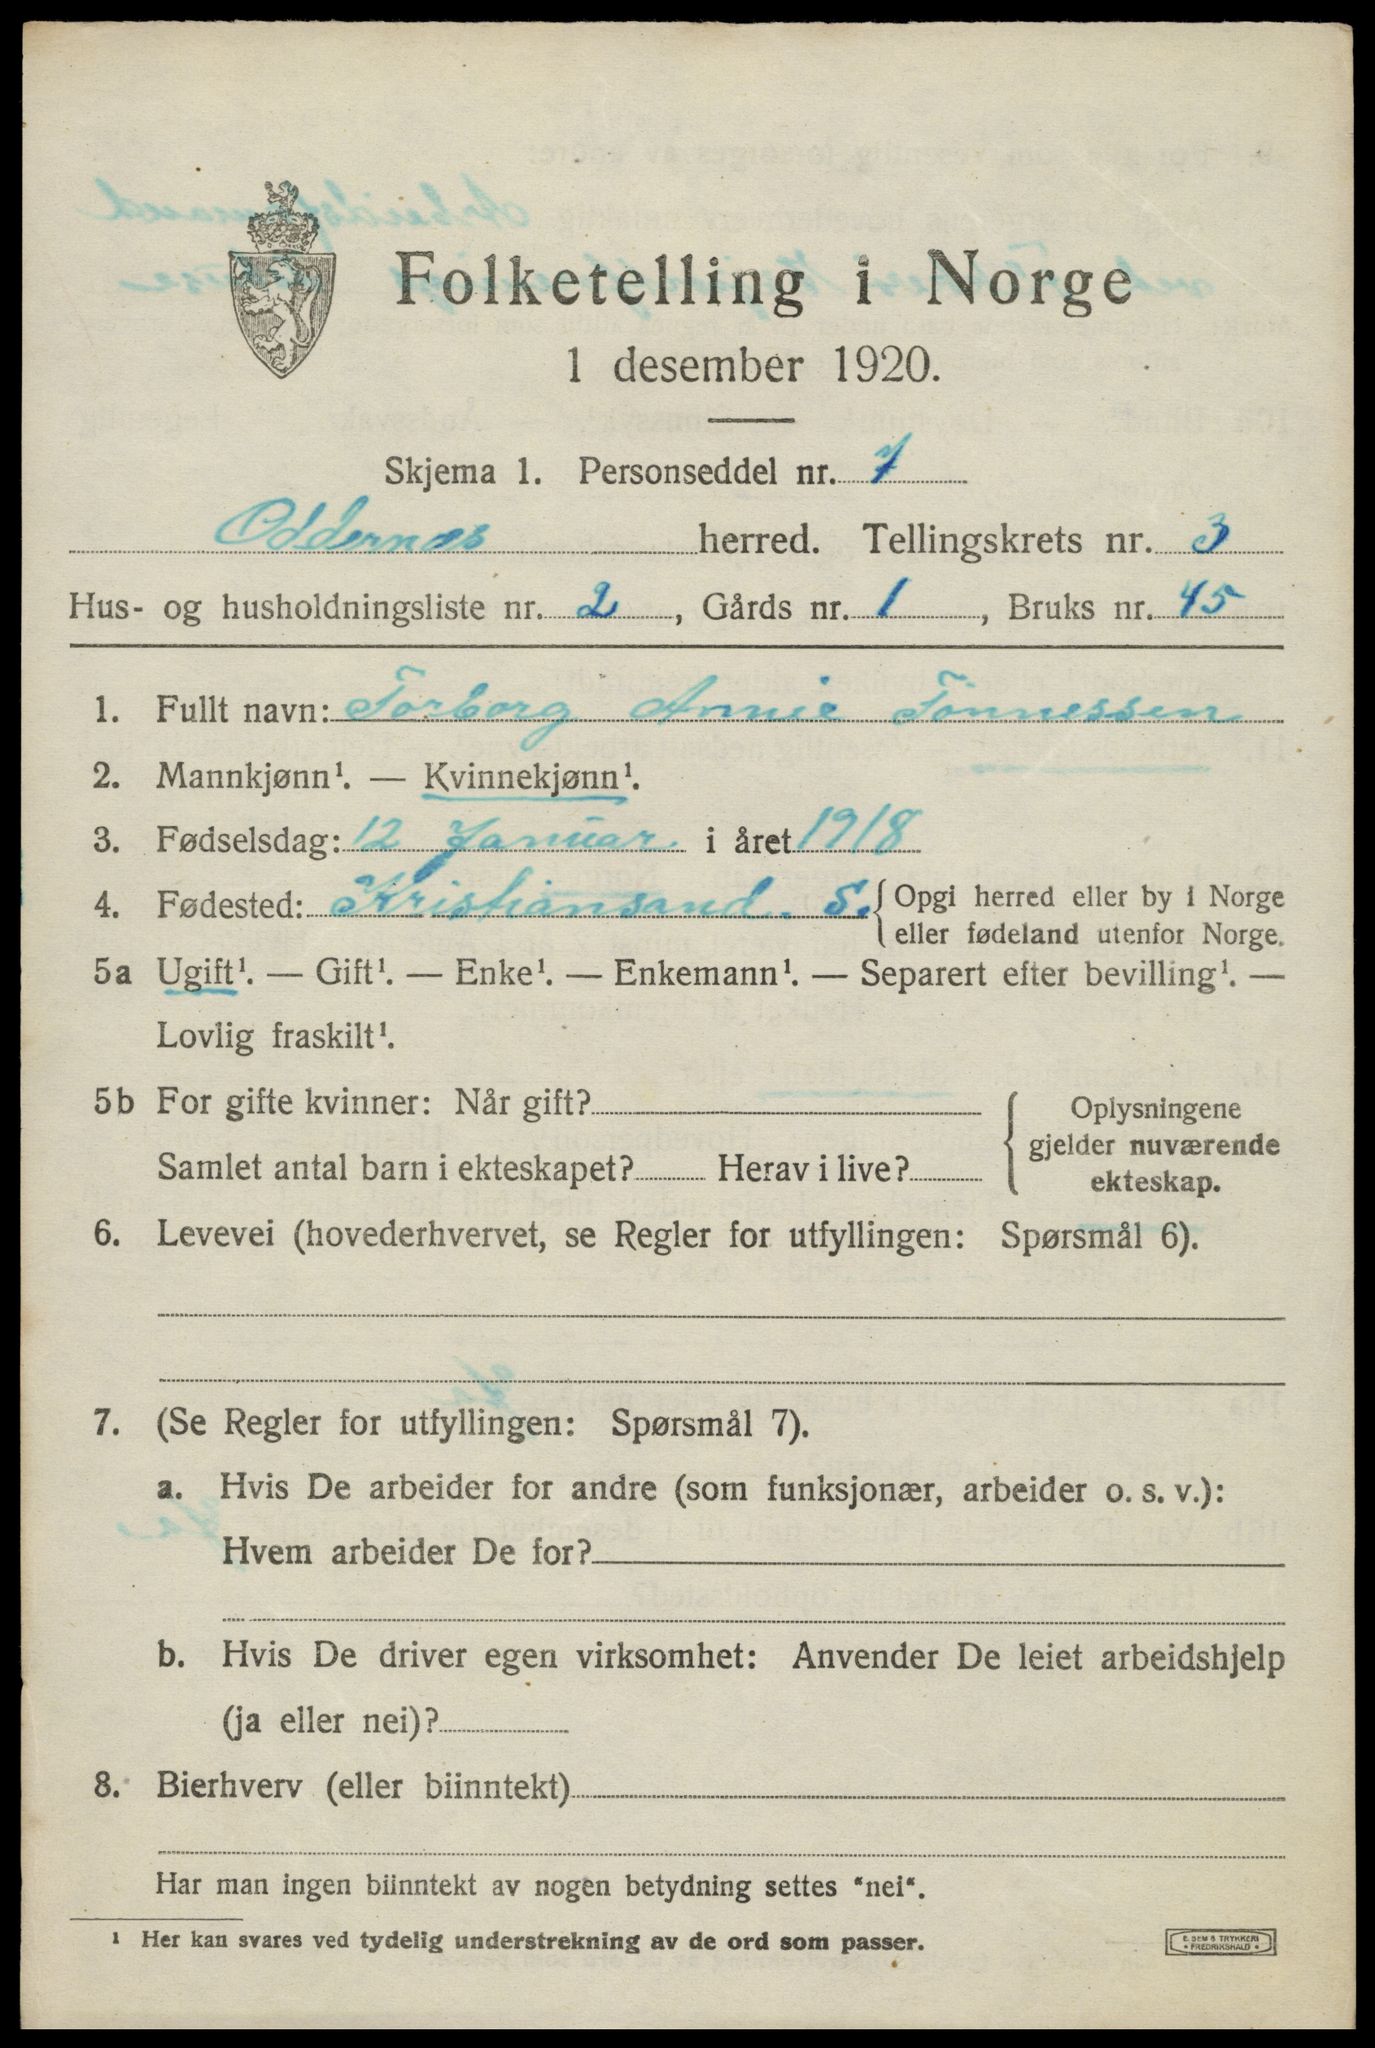 Folketelling i Norge
1 desember 1920.
Skjema 1. Personseddel nr. 7
Oddernes herred. Tellingskrets nr. 3
Hus- og husholdningsliste nr. 2, Gårds nr. 1, Bruks nr. 45
1. Fullt navn: Torborg Annie Tönnessen
2. Mannkjønn¹. — Kvinnekjønn¹.
3. Fødselsdag: 12 Januar i året 1918
4. Fødested: Kristiansand. S. { Opgi herred eller by i Norge
eller fødeland utenfor Norge.
5a Ugift¹. — Gift¹. — Enke¹. — Enkemann¹. — Separert efter bevilling¹. —
Lovlig fraskilt¹.
5b For gifte kvinner: Når gift?
Samlet antal barn i ekteskapet? Herav i live?
Oplysningene
gjelder nuværende
ekteskap.
6. Levevei (hovederhvervet, se Regler for utfyllingen: Spørsmål 6).
7. (Se Regler for utfyllingen: Spørsmål 7).
a. Hvis De arbeider for andre (som funksjonær, arbeider o. s. v.):
Hvem arbeider De for?
b. Hvis De driver egen virksomhet: Anvender De leiet arbeidshjelp
(ja eller nei)?
8. Bierhverv (eller biinntekt)
Har man ingen biinntekt av nogen betydning settes "nei".
¹ Her kan svares ved tydelig understrekning av de ord som passer.
E. SEM'S TRYKKERI
FREDRIKSHALD